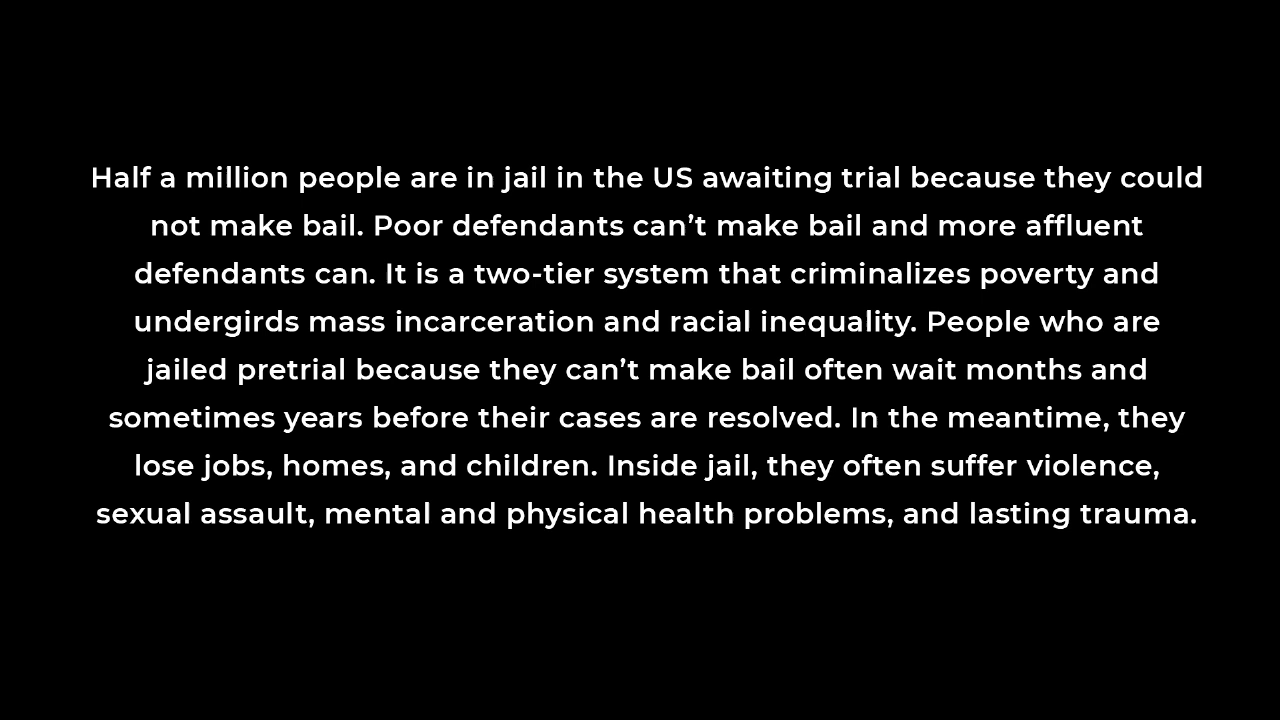 Half a million people are in jail in the US awaiting trial because they could
not make bail. Poor defendants can’t make bail and more affluent
defendants can. It is a two-tier system that criminalizes poverty and
undergirds mass incarceration and racial inequality. People who are
jailed pretrial because they can’t make bail often wait months and
sometimes years before their cases are resolved. In the meantime, they
lose jobs, homes, and children. Inside jail, they often suffer violence,
sexual assault, mental and physical health problems, and lasting trauma.